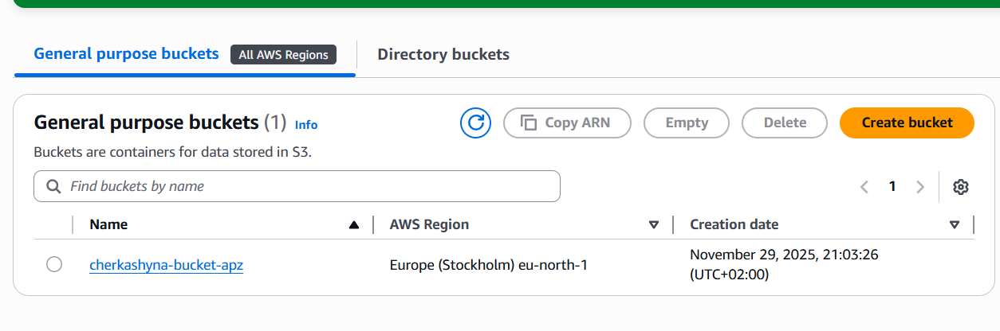 General purpose buckets All AWS Regions Directory buckets
General purpose buckets (1) Info
Copy ARN Empty Delete Create bucket
Buckets are containers for data stored in S3.
Find buckets by name
1
Name AWS Region Creation date
cherkashyna-bucket-apz Europe (Stockholm) eu-north-1 November 29, 2025, 21:03:26
(UTC+02:00)